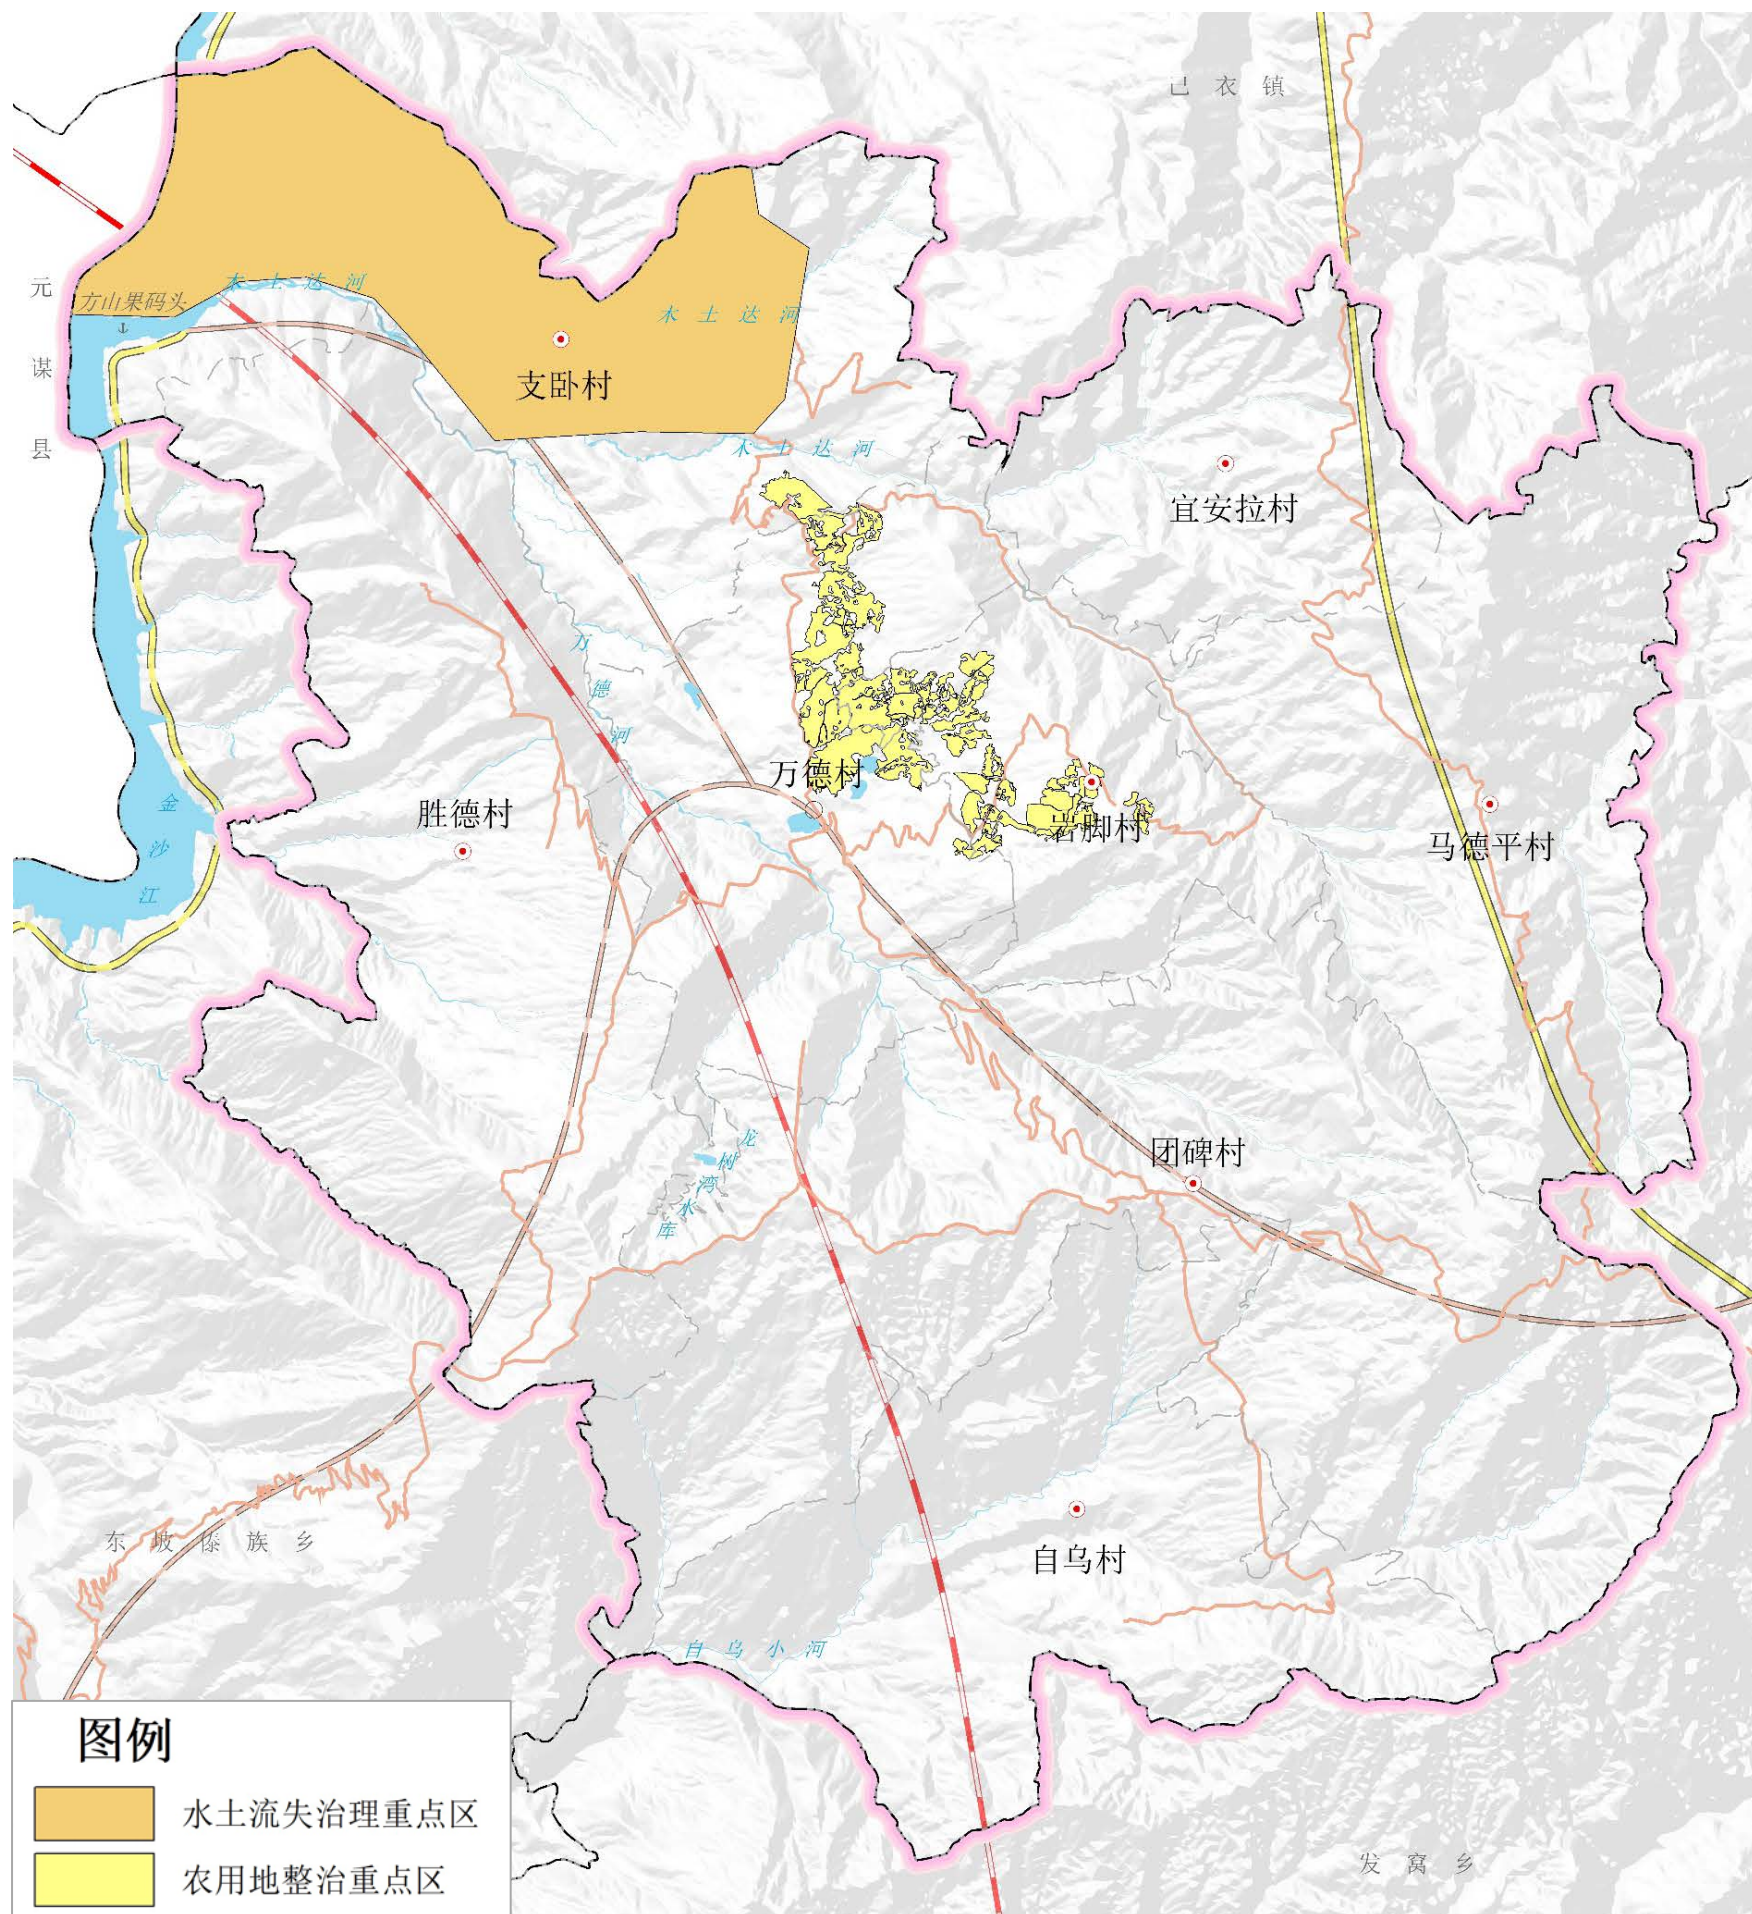 己衣镇
元谋县
木土达河
方山果码头
木土达河
支卧村
木土达河
宜安拉村
万德河
万德村
胜德村
岩脚村
马德平村
金沙江
团碑村
龙树湾水库
东坡傣族乡
自乌村
自乌小河
图例
水土流失治理重点区
农用地整治重点区
发窝乡